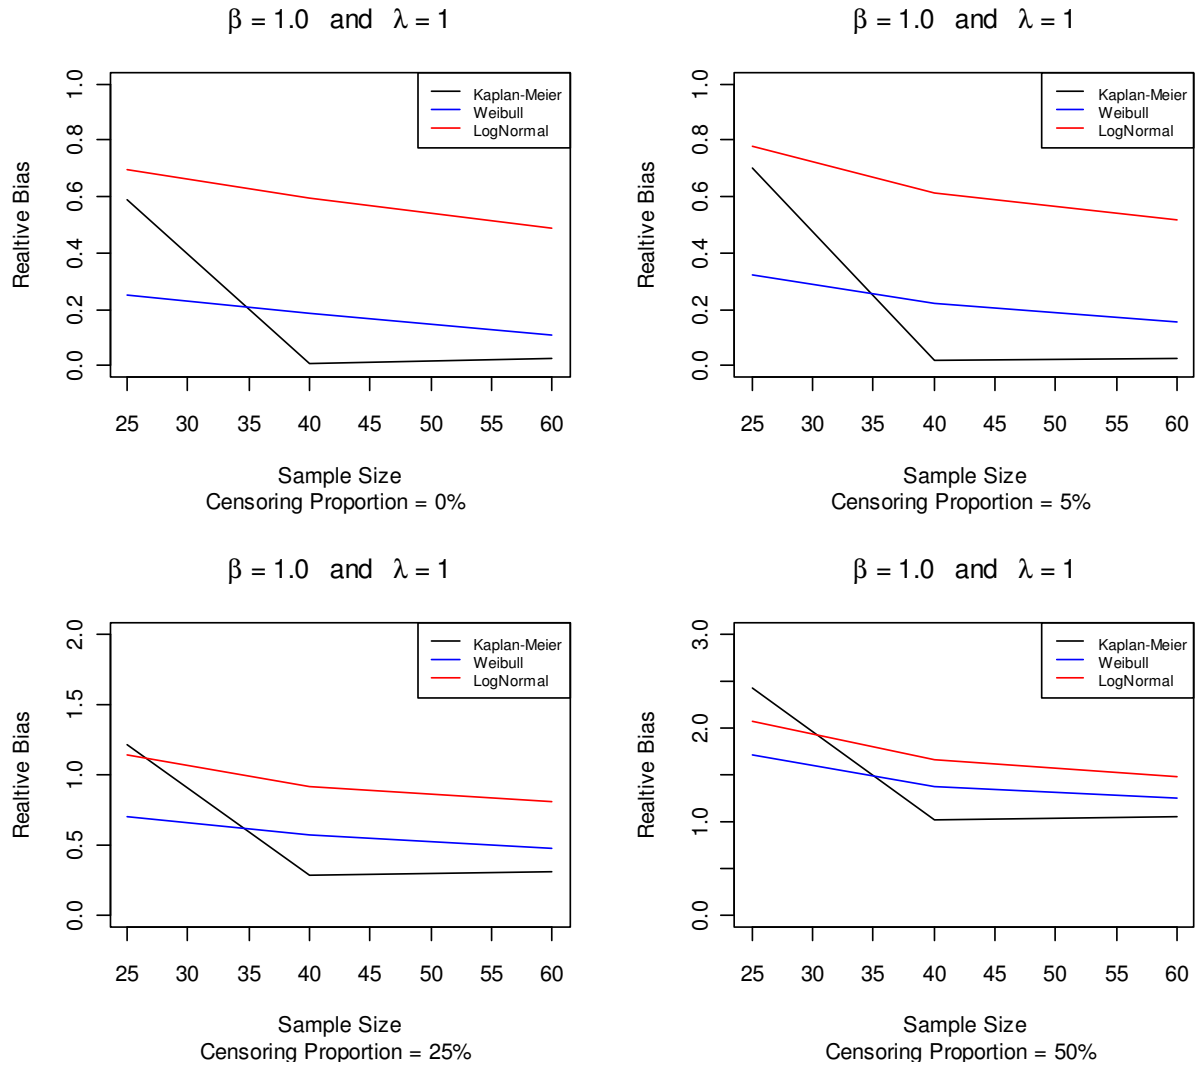 β = 1.0 and λ = 1
Kaplan-Meier
Weibull
LogNormal
Realtive Bias
1.0
0.8
0.6
0.4
0.2
0.0
25 30 35 40 45 50 55 60
Sample Size
Censoring Proportion = 0%
β = 1.0 and λ = 1
Kaplan-Meier
Weibull
LogNormal
Realtive Bias
1.0
0.8
0.6
0.4
0.2
0.0
25 30 35 40 45 50 55 60
Sample Size
Censoring Proportion = 5%
β = 1.0 and λ = 1
Kaplan-Meier
Weibull
LogNormal
Realtive Bias
2.0
1.5
1.0
0.5
0.0
25 30 35 40 45 50 55 60
Sample Size
Censoring Proportion = 25%
β = 1.0 and λ = 1
Kaplan-Meier
Weibull
LogNormal
Realtive Bias
3.0
2.0
1.0
0.0
25 30 35 40 45 50 55 60
Sample Size
Censoring Proportion = 50%